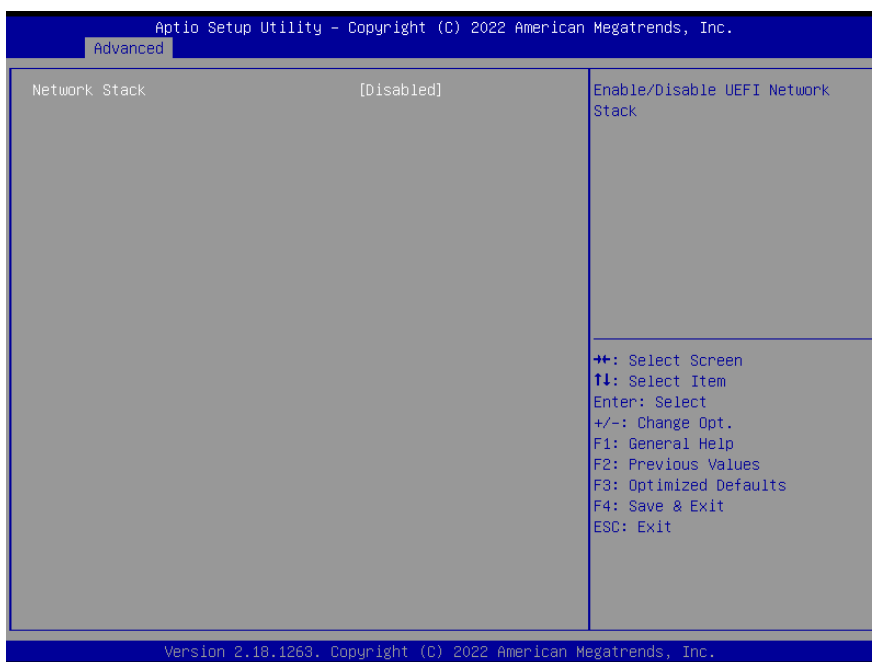 Aptio Setup Utility – Copyright (C) 2022 American Megatrends, Inc.
Advanced
Network Stack [Disabled]
Enable/Disable UEFI Network
Stack
→←: Select Screen
↑↓: Select Item
Enter: Select
+/-: Change Opt.
F1: General Help
F2: Previous Values
F3: Optimized Defaults
F4: Save & Exit
ESC: Exit
Version 2.18.1263. Copyright (C) 2022 American Megatrends, Inc.